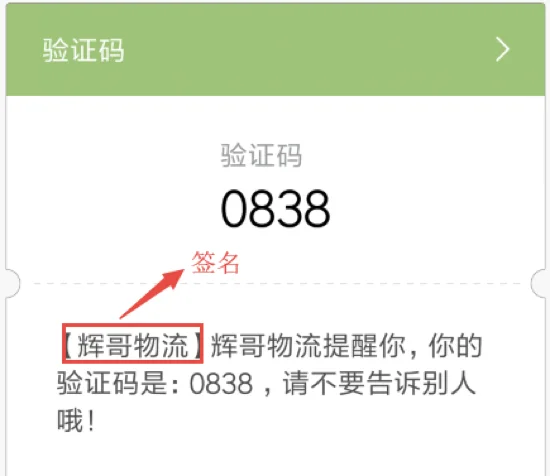 验证码
验证码
0838
签名
【辉哥物流】辉哥物流提醒你，你的
验证码是：0838，请不要告诉别人
哦！